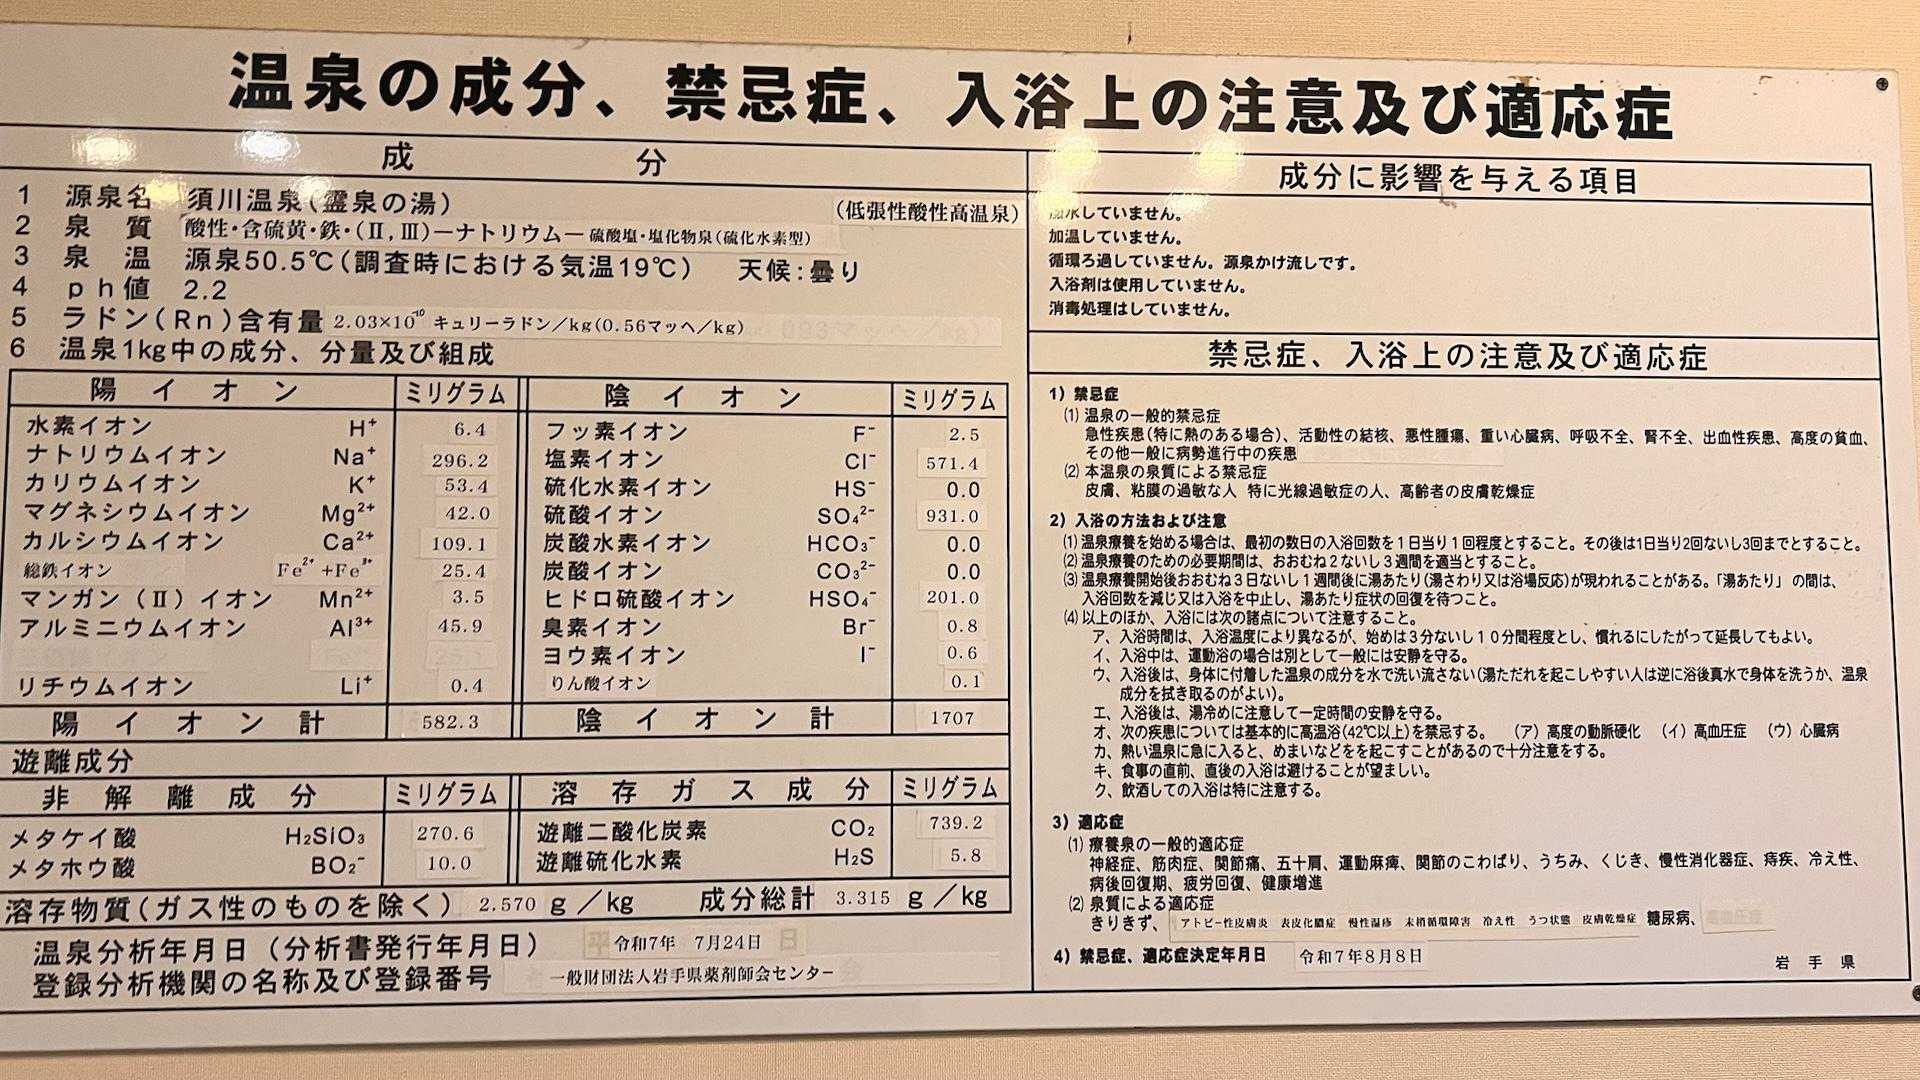 温泉の成分、禁忌症、入浴上の注意及び適応症
成分
1 源泉名 須川温泉(霊泉の湯)
(低張性酸性高温泉)
2 泉質 酸性・含硫黄・鉄・(Ⅱ,Ⅲ)ーナトリウムー硫酸塩・塩化物泉(硫化水素型)
3 泉温 源泉50.5℃(調査時における気温19℃) 天候:曇り
4 ph値 2.2
5 ラドン(Rn)含有量 2.03×10⁻¹⁰ キュリーラドン/kg(0.56マッヘ/kg)
6 温泉1kg中の成分、分量及び組成
陽イオン ミリグラム 陰イオン ミリグラム
水素イオン H⁺ 6.4 フッ素イオン F⁻ 2.5
ナトリウムイオン Na⁺ 296.2 塩素イオン Cl⁻ 571.4
カリウムイオン K⁺ 53.4 硫化水素イオン HS⁻ 0.0
マグネシウムイオン Mg²⁺ 42.0 硫酸イオン SO₄²⁻ 931.0
カルシウムイオン Ca²⁺ 109.1 炭酸水素イオン HCO₃⁻ 0.0
総鉄イオン Fe²⁺+Fe³⁺ 25.4 炭酸イオン CO₃²⁻ 0.0
マンガン(Ⅱ)イオン Mn²⁺ 3.5 ヒドロ硫酸イオン HSO₄⁻ 201.0
アルミニウムイオン Al³⁺ 45.9 臭素イオン Br⁻ 0.8
ヨウ素イオン I⁻ 0.6
リチウムイオン Li⁺ 0.4 りん酸イオン 0.1
陽イオン計 582.3 陰イオン計 1707
遊離成分
非解離成分 ミリグラム 溶存ガス成分 ミリグラム
メタケイ酸 H₂SiO₃ 270.6 遊離二酸化炭素 CO₂ 739.2
メタホウ酸 BO₂⁻ 10.0 遊離硫化水素 H₂S 5.8
溶存物質(ガス性のものを除く) 2.570 g/kg 成分総計 3.315 g/kg
温泉分析年月日(分析書発行年月日) 令和7年 7月24日
登録分析機関の名称及び登録番号 一般財団法人岩手県薬剤師会センター
成分に影響を与える項目
加水していません。
加温していません。
循環ろ過していません。源泉かけ流しです。
入浴剤は使用していません。
消毒処理はしていません。
禁忌症、入浴上の注意及び適応症
1) 禁忌症
(1) 温泉の一般的禁忌症
急性疾患(特に熱のある場合)、活動性の結核、悪性腫瘍、重い心臓病、呼吸不全、腎不全、出血性疾患、高度の貧血、
その他一般に病勢進行中の疾患
(2) 本温泉の泉質による禁忌症
皮膚、粘膜の過敏な人 特に光線過敏症の人、高齢者の皮膚乾燥症
2) 入浴の方法および注意
(1) 温泉療養を始める場合は、最初の数日の入浴回数を1日当り1回程度とすること。その後は1日当り2回ないし3回までとすること。
(2) 温泉療養のための必要期間は、おおむね2ないし3週間を適当とすること。
(3) 温泉療養開始後おおむね3日ないし1週間後に湯あたり(湯さわり又は浴場反応)が現われることがある。「湯あたり」の間は、
入浴回数を減じ又は入浴を中止し、湯あたり症状の回復を待つこと。
(4) 以上のほか、入浴には次の諸点について注意すること。
ア、入浴時間は、入浴温度により異なるが、始めは3分ないし10分間程度とし、慣れるにしたがって延長してもよい。
イ、入浴中は、運動浴の場合は別として一般には安静を守る。
ウ、入浴後は、身体に付着した温泉の成分を水で洗い流さない(湯ただれを起こしやすい人は逆に浴後真水で身体を洗うか、温泉
成分を拭き取るのがよい)。
エ、入浴後は、湯冷めに注意して一定時間の安静を守る。
オ、次の疾患については基本的に高温浴(42℃以上)を禁忌する。 (ア)高度の動脈硬化 (イ)高血圧症 (ウ)心臓病
カ、熱い温泉に急に入ると、めまいなどをを起こすことがあるので十分注意をする。
キ、食事の直前、直後の入浴は避けることが望ましい。
ク、飲酒しての入浴は特に注意する。
3) 適応症
(1) 療養泉の一般的適応症
神経症、筋肉症、関節痛、五十肩、運動麻痺、関節のこわばり、うちみ、くじき、慢性消化器症、痔疾、冷え性、
病後回復期、疲労回復、健康増進
(2) 泉質による適応症
きりきず、アトピー性皮膚炎 表皮化膿症 慢性湿疹 末梢循環障害 冷え性 うつ状態 皮膚乾燥症 糖尿病、
4) 禁忌症、適応症決定年月日 令和7年8月8日
岩手県